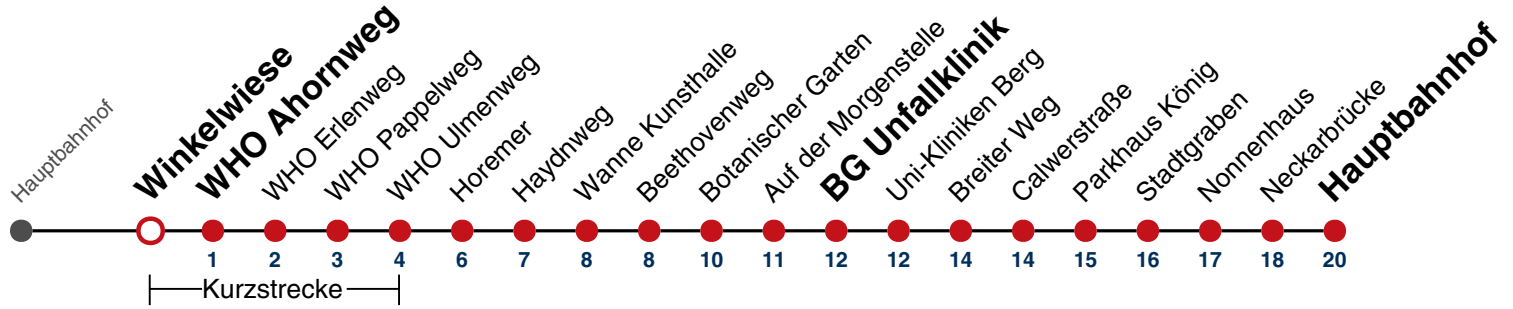 Hauptbahnhof
Winkelwiese
WHO Ahornweg
WHO Erlenweg
WHO Pappelweg
WHO Ulmenweg
Horemer
Haydnweg
Wanne Kunsthalle
Beethovenweg
Botanischer Garten
Auf der Morgenstelle
BG Unfallklinik
Uni-Kliniken Berg
Breiter Weg
Calwerstraße
Parkhaus König
Stadtgraben
Nonnenhaus
Neckarbrücke
Hauptbahnhof
1 2 3 4 6 7 8 8 10 11 12 12 14 14 15 16 17 18 20
Kurzstrecke